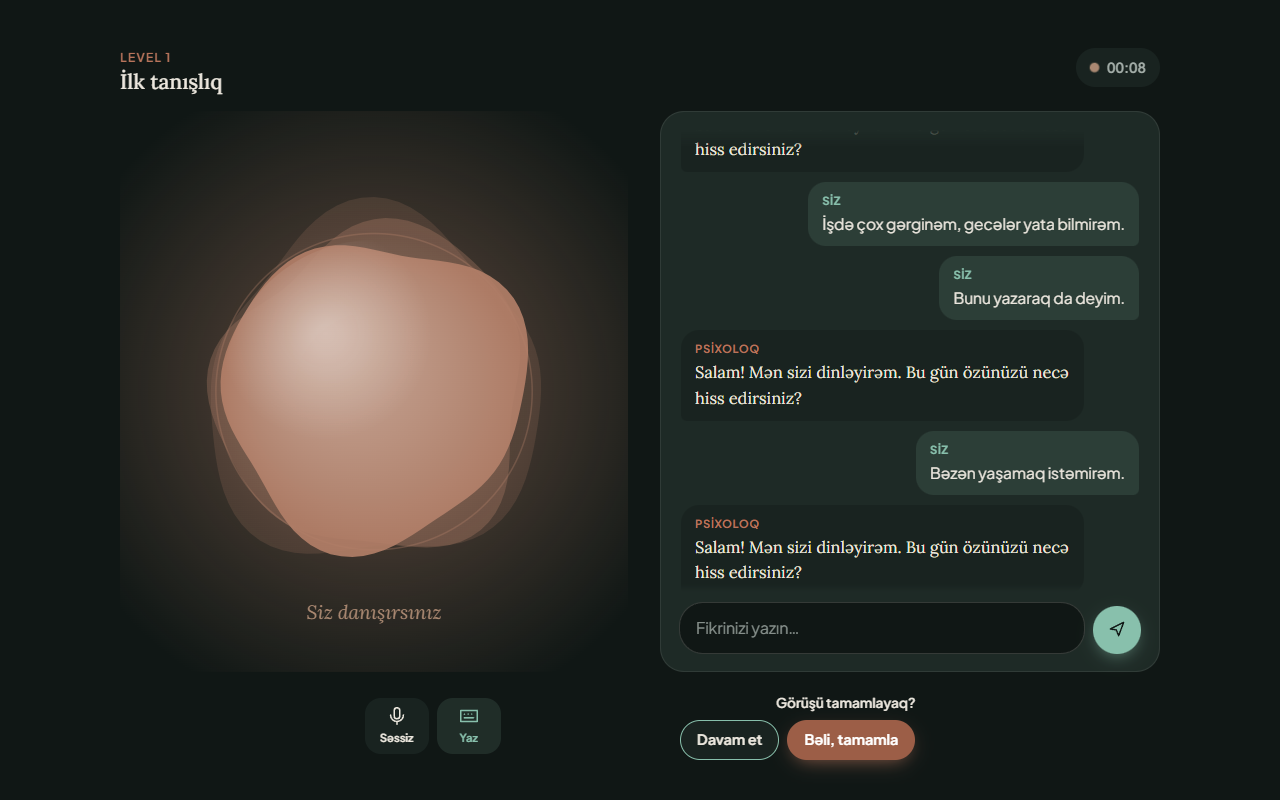 LEVEL 1
İlk tanışlıq
00:08
hiss edirsiniz?
SİZ
İşdə çox gərginəm, gecələr yata bilmirəm.
SİZ
Bunu yazaraq da deyim.
PSİXOLOQ
Salam! Mən sizi dinləyirəm. Bu gün özünüzü necə
hiss edirsiniz?
SİZ
Bəzən yaşamaq istəmirəm.
PSİXOLOQ
Salam! Mən sizi dinləyirəm. Bu gün özünüzü necə
hiss edirsiniz?
Siz danışırsınız
Fikrinizi yazın...
Səssiz
Yaz
Görüşü tamamlayaq?
Davam et
Bəli, tamamla